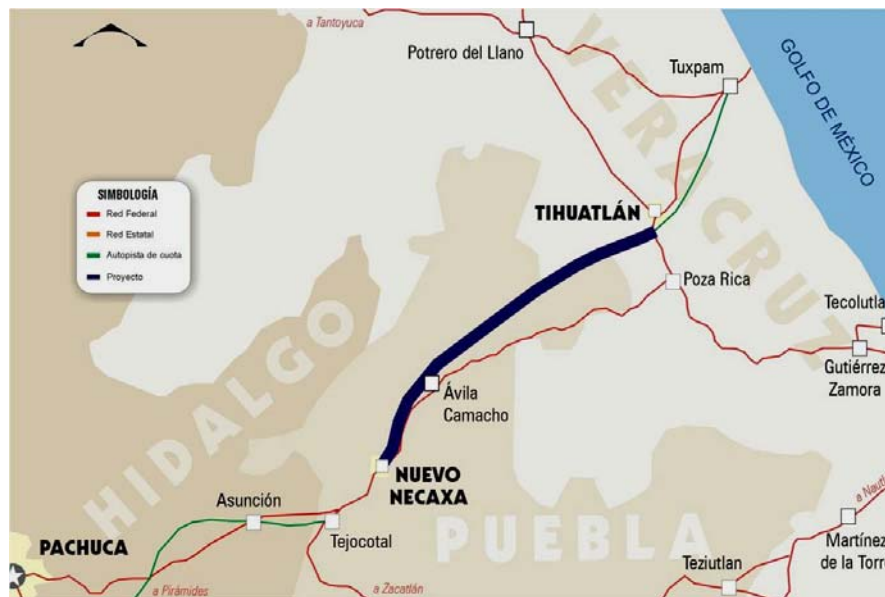 a Tantoyuca
Potrero del Llano
Tuxpam
GOLFO DE MÉXICO
VERACRUZ
SIMBOLOGÍA
Red Federal
Red Estatal
Autopista de cuota
Proyecto
TIHUATLÁN
Poza Rica
Tecolutla
Gutiérrez
Zamora
Ávila
Camacho
HIDALGO
NUEVO
NECAXA
Asunción
Tejocotal
PUEBLA
PACHUCA
a Pirámides
a Zacatlán
Teziutlan
Martínez
de la Torre
a Nautl